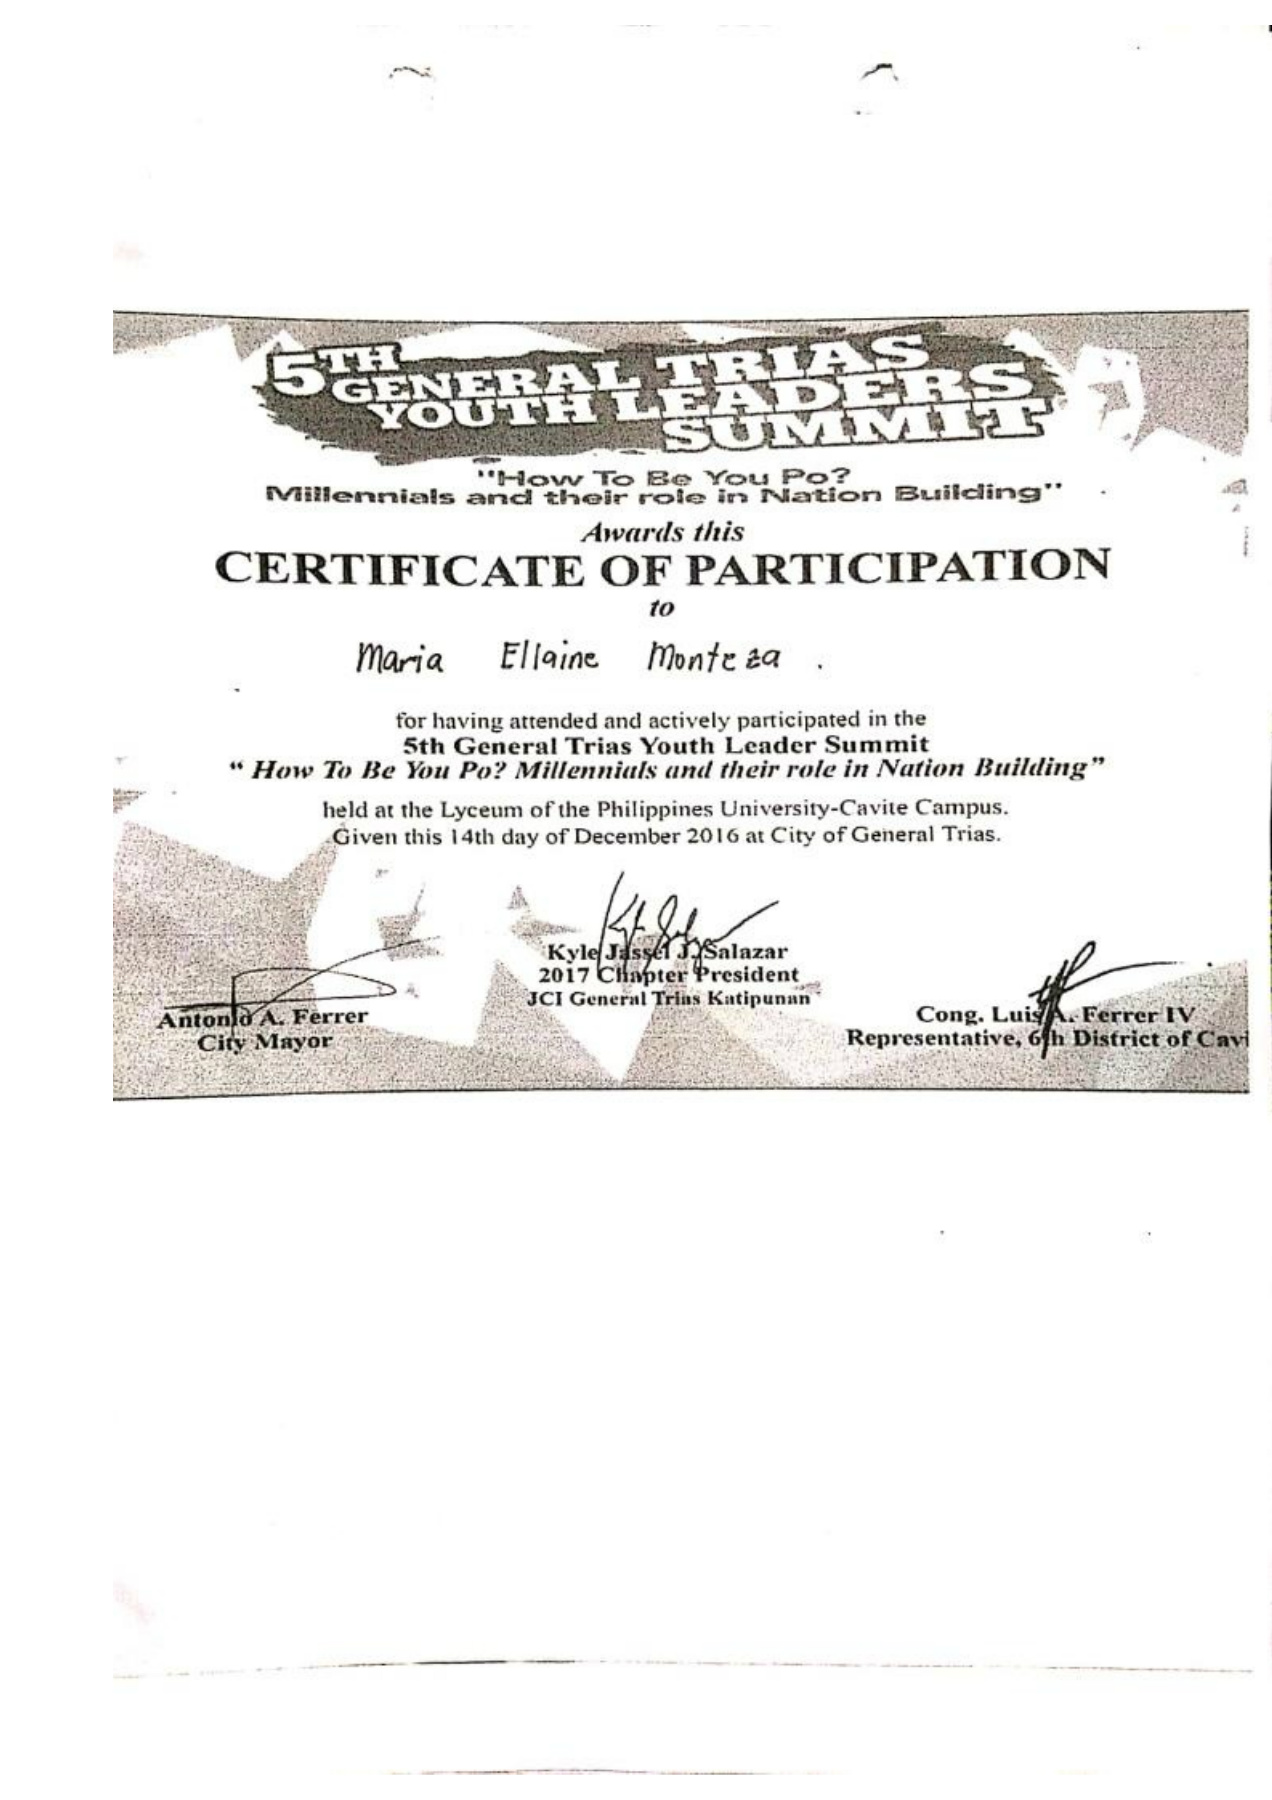 5TH
GENERAL TRIAS
YOUTH LEADERS
SUMMIT
"How To Be You Po?
Millennials and their role in Nation Building"
Awards this
CERTIFICATE OF PARTICIPATION
to
Maria Ellaine Monteza .
for having attended and actively participated in the
5th General Trias Youth Leader Summit
“ How To Be You Po? Millennials and their role in Nation Building”
held at the Lyceum of the Philippines University-Cavite Campus.
Given this 14th day of December 2016 at City of General Trias.
Kyle Jassel J. Salazar
2017 Chapter President
JCI General Trias Katipunan
Antonio A. Ferrer
City Mayor
Cong. Luis A. Ferrer IV
Representative, 6th District of Cavi